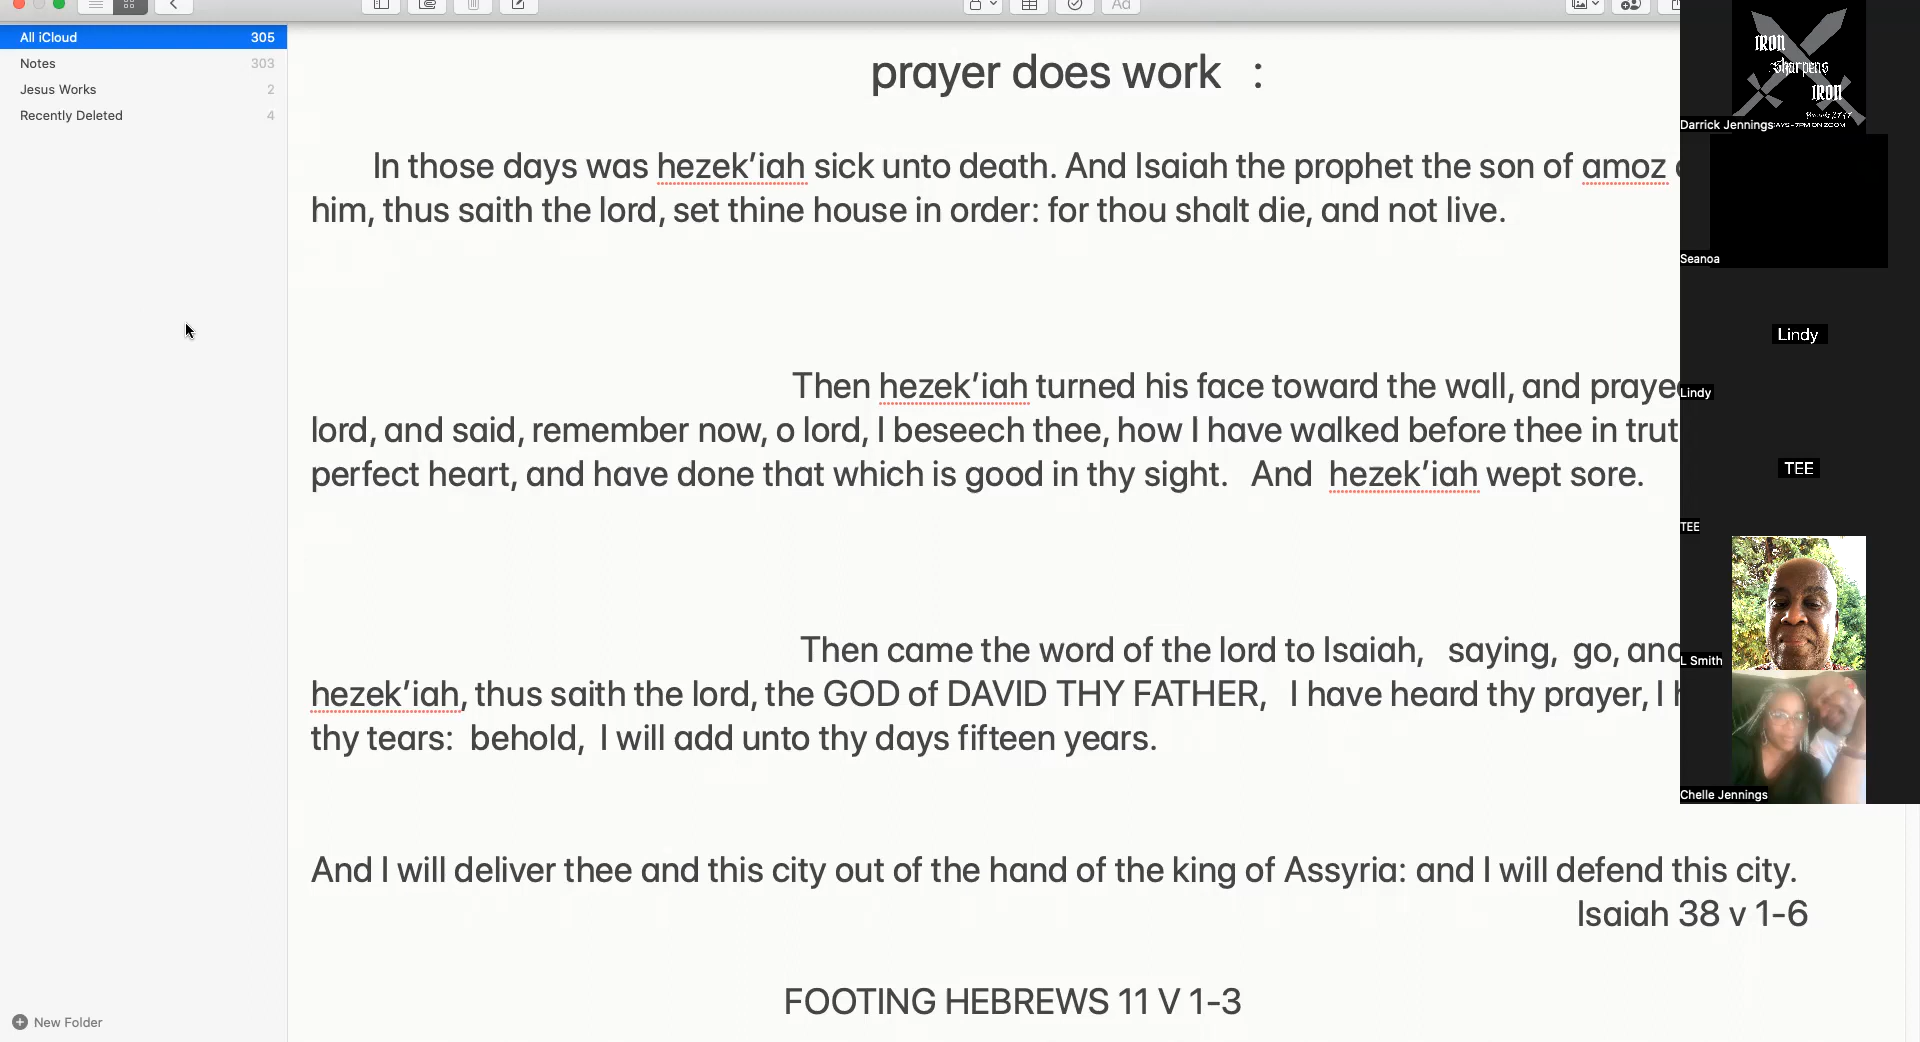 All iCloud 305
Notes 303
Jesus Works 2
Recently Deleted 4
New Folder
Aa
prayer does work :
In those days was hezek’iah sick unto death. And Isaiah the prophet the son of amoz
him, thus saith the lord, set thine house in order: for thou shalt die, and not live.
Then hezek’iah turned his face toward the wall, and
lord, and said, remember now, o lord, I beseech thee, how I have walked before thee in
perfect heart, and have done that which is good in thy sight. And hezek’iah wept sore.
Then came the word of the lord to Isaiah, saying, go,
hezek’iah, thus saith the lord, the GOD of DAVID THY FATHER, I have heard thy prayer, I
thy tears: behold, I will add unto thy days fifteen years.
And I will deliver thee and this city out of the hand of the king of Assyria: and I will defend this city.
Isaiah 38 v 1-6
FOOTING HEBREWS 11 V 1-3
IRON
Sharpens
IRON
Darrick Jennings
Seanoa
Lindy
Lindy
TEE
TEE
L Smith
Chelle Jennings